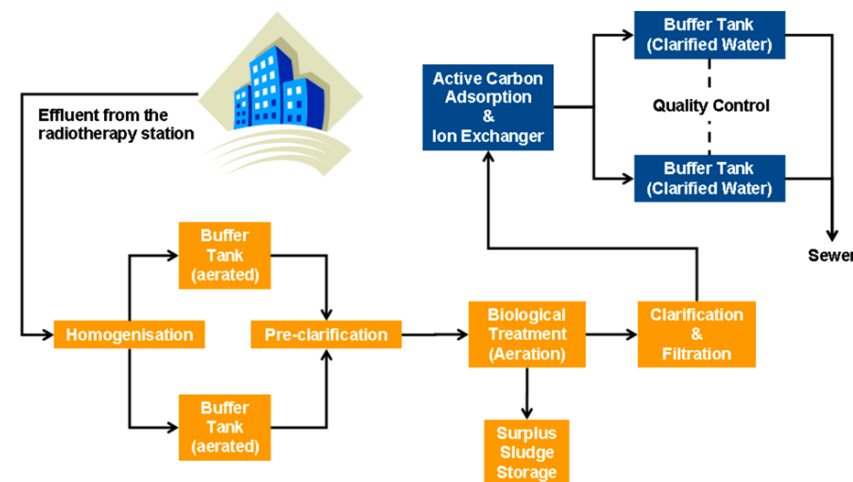 Effluent from the
radiotherapy station
Homogenisation
Buffer
Tank
(aerated)
Buffer
Tank
(aerated)
Pre-clarification
Biological
Treatment
(Aeration)
Surplus
Sludge
Storage
Clarification
&
Filtration
Active Carbon
Adsorption
&
Ion Exchanger
Buffer Tank
(Clarified Water)
Quality Control
Buffer Tank
(Clarified Water)
Sewer